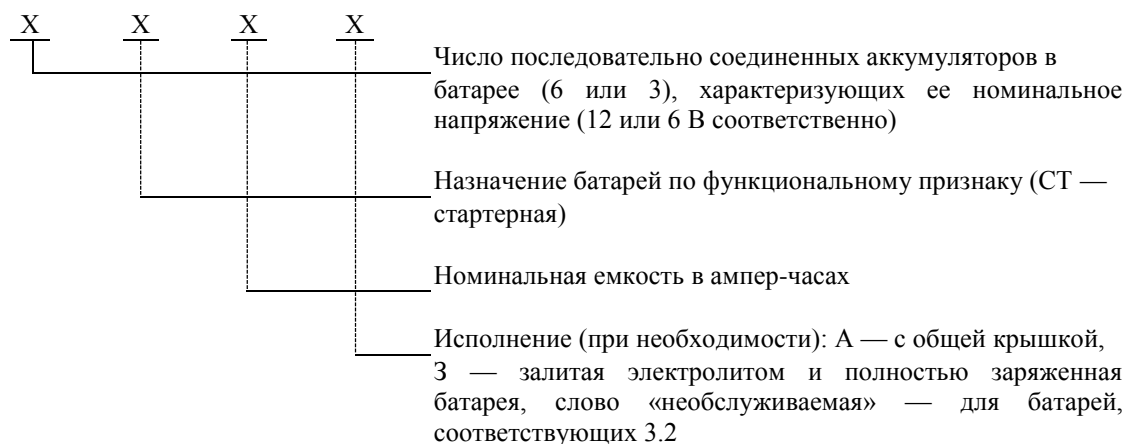 X X X X
Число последовательно соединенных аккумуляторов в
батарее (6 или 3), характеризующих ее номинальное
напряжение (12 или 6 В соответственно)
Назначение батарей по функциональному признаку (СТ —
стартерная)
Номинальная емкость в ампер-часах
Исполнение (при необходимости): А — с общей крышкой,
З — залитая электролитом и полностью заряженная
батарея, слово «необслуживаемая» — для батарей,
соответствующих 3.2